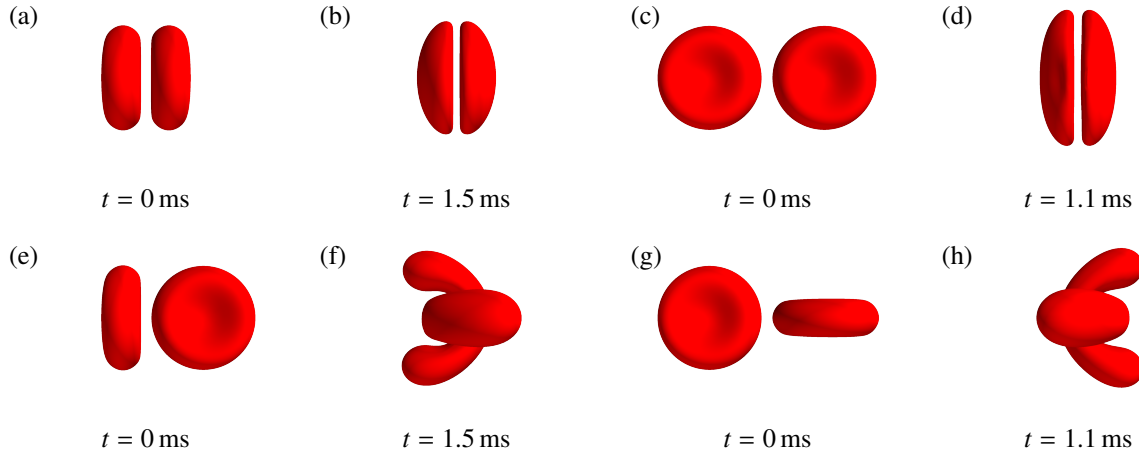 (a) (b) (c) (d)
t = 0 ms t = 1.5 ms t = 0 ms t = 1.1 ms
(e) (f) (g) (h)
t = 0 ms t = 1.5 ms t = 0 ms t = 1.1 ms